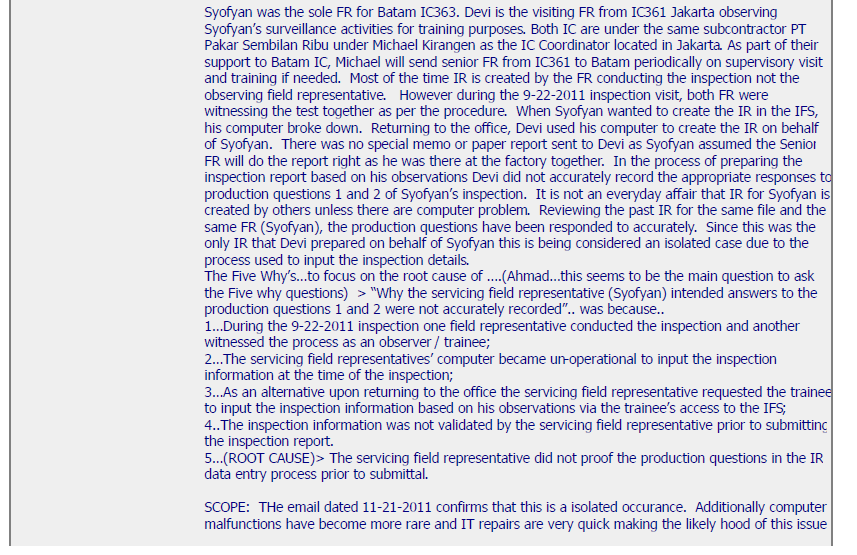 Syofyan was the sole FR for Batam IC363. Devi is the visiting FR from IC361 Jakarta observing
Syofyan's surveillance activities for training purposes. Both IC are under the same subcontractor PT
Pakar Sembilan Ribu under Michael Kirangen as the IC Coordinator located in Jakarta. As part of their
support to Batam IC, Michael will send senior FR from IC361 to Batam periodically on supervisory visit
and training if needed.  Most of the time IR is created by the FR conducting the inspection not the
observing field representative.   However during the 9-22-2011 inspection visit, both FR were
witnessing the test together as per the procedure.  When Syofyan wanted to create the IR in the IFS,
his computer broke down.  Returning to the office, Devi used his computer to create the IR on behalf
of Syofyan.  There was no special memo or paper report sent to Devi as Syofyan assumed the Senior
FR will do the report right as he was there at the factory together.  In the process of preparing the
inspection report based on his observations Devi did not accurately record the appropriate responses to
production questions 1 and 2 of Syofyan's inspection.  It is not an everyday affair that IR for Syofyan is
created by others unless there are computer problem.  Reviewing the past IR for the same file and the
same FR (Syofyan), the production questions have been responded to accurately.  Since this was the
only IR that Devi prepared on behalf of Syofyan this is being considered an isolated case due to the
process used to input the inspection details.
The Five Why's...to focus on the root cause of ....(Ahmad...this seems to be the main question to ask
the Five why questions)  > "Why the servicing field representative (Syofyan) intended answers to the
production questions 1 and 2 were not accurately recorded".. was because..
1...During the 9-22-2011 inspection one field representative conducted the inspection and another
witnessed the process as an observer / trainee;
2...The servicing field representatives' computer became un-operational to input the inspection
information at the time of the inspection;
3...As an alternative upon returning to the office the servicing field representative requested the trainee
to input the inspection information based on his observations via the trainee's access to the IFS;
4..The inspection information was not validated by the servicing field representative prior to submitting
the inspection report.
5...(ROOT CAUSE)> The servicing field representative did not proof the production questions in the IR
data entry process prior to submittal.
SCOPE:  THe email dated 11-21-2011 confirms that this is a isolated occurance.  Additionally computer
malfunctions have become more rare and IT repairs are very quick making the likely hood of this issue